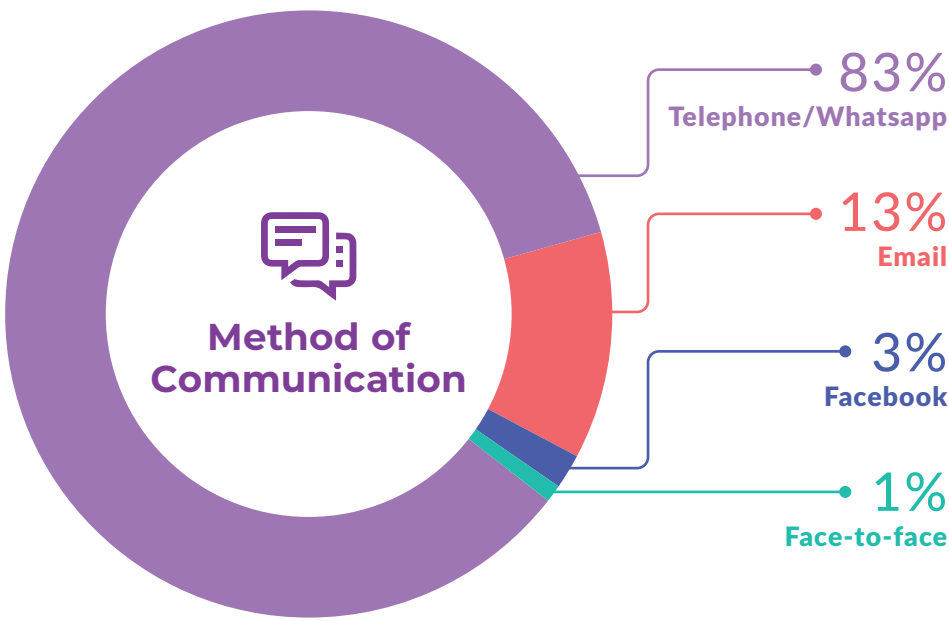 Method of
Communication
83%
Telephone/Whatsapp
13%
Email
3%
Facebook
1%
Face-to-face